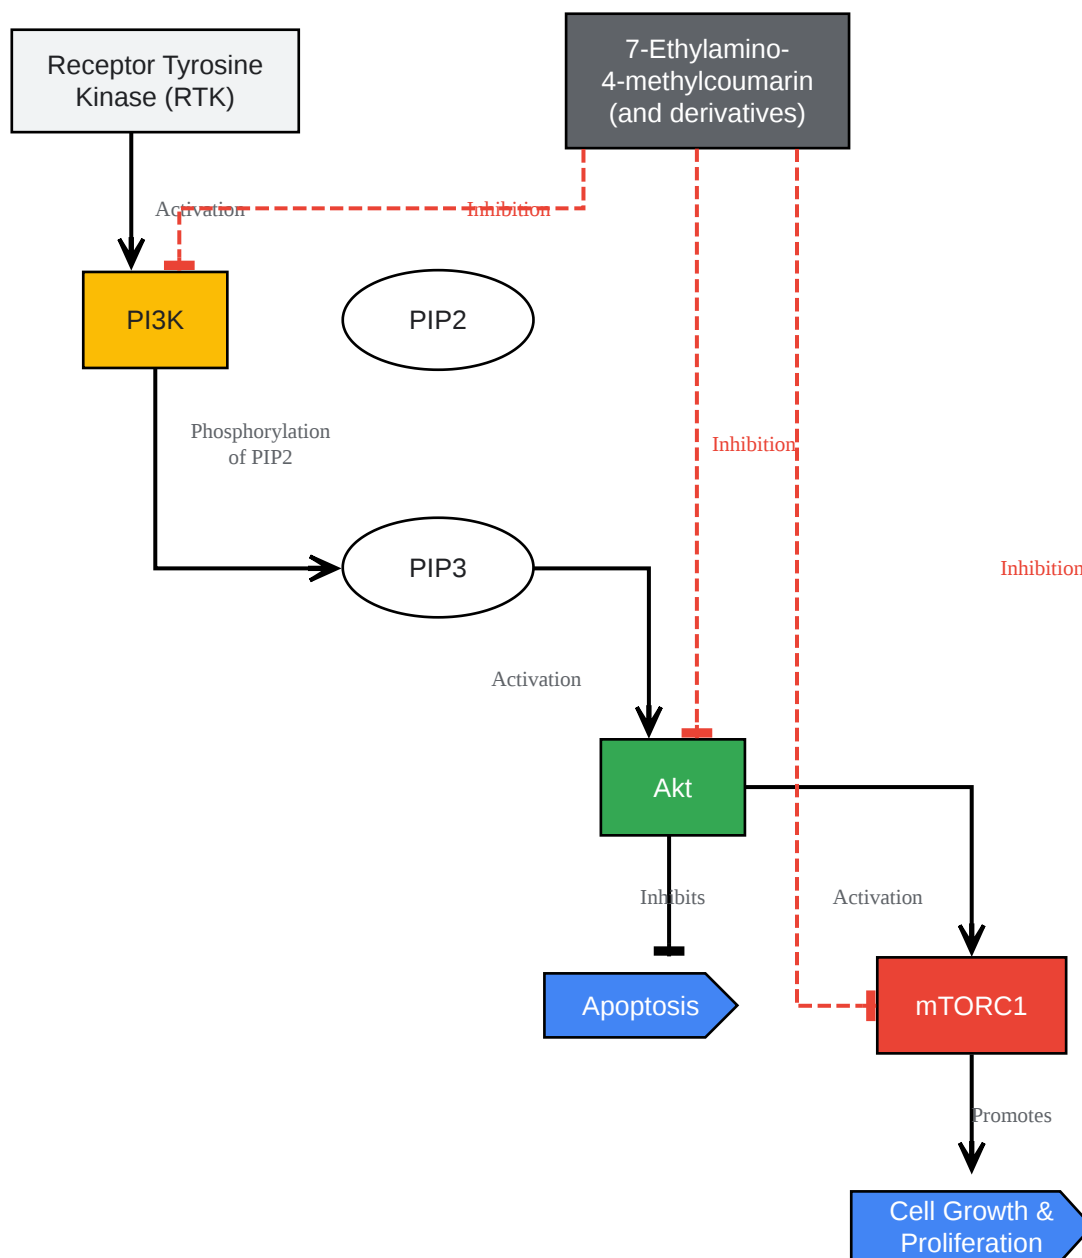 Receptor Tyrosine
Kinase (RTK)
7-Ethylamino-
4-methylcoumarin
(and derivatives)
Activation
Inhibition
PI3K
PIP2
Phosphorylation
of PIP2
Inhibition
PIP3
Inhibition
Activation
Akt
Inhibits
Activation
Apoptosis
mTORC1
Promotes
Cell Growth &
Proliferation